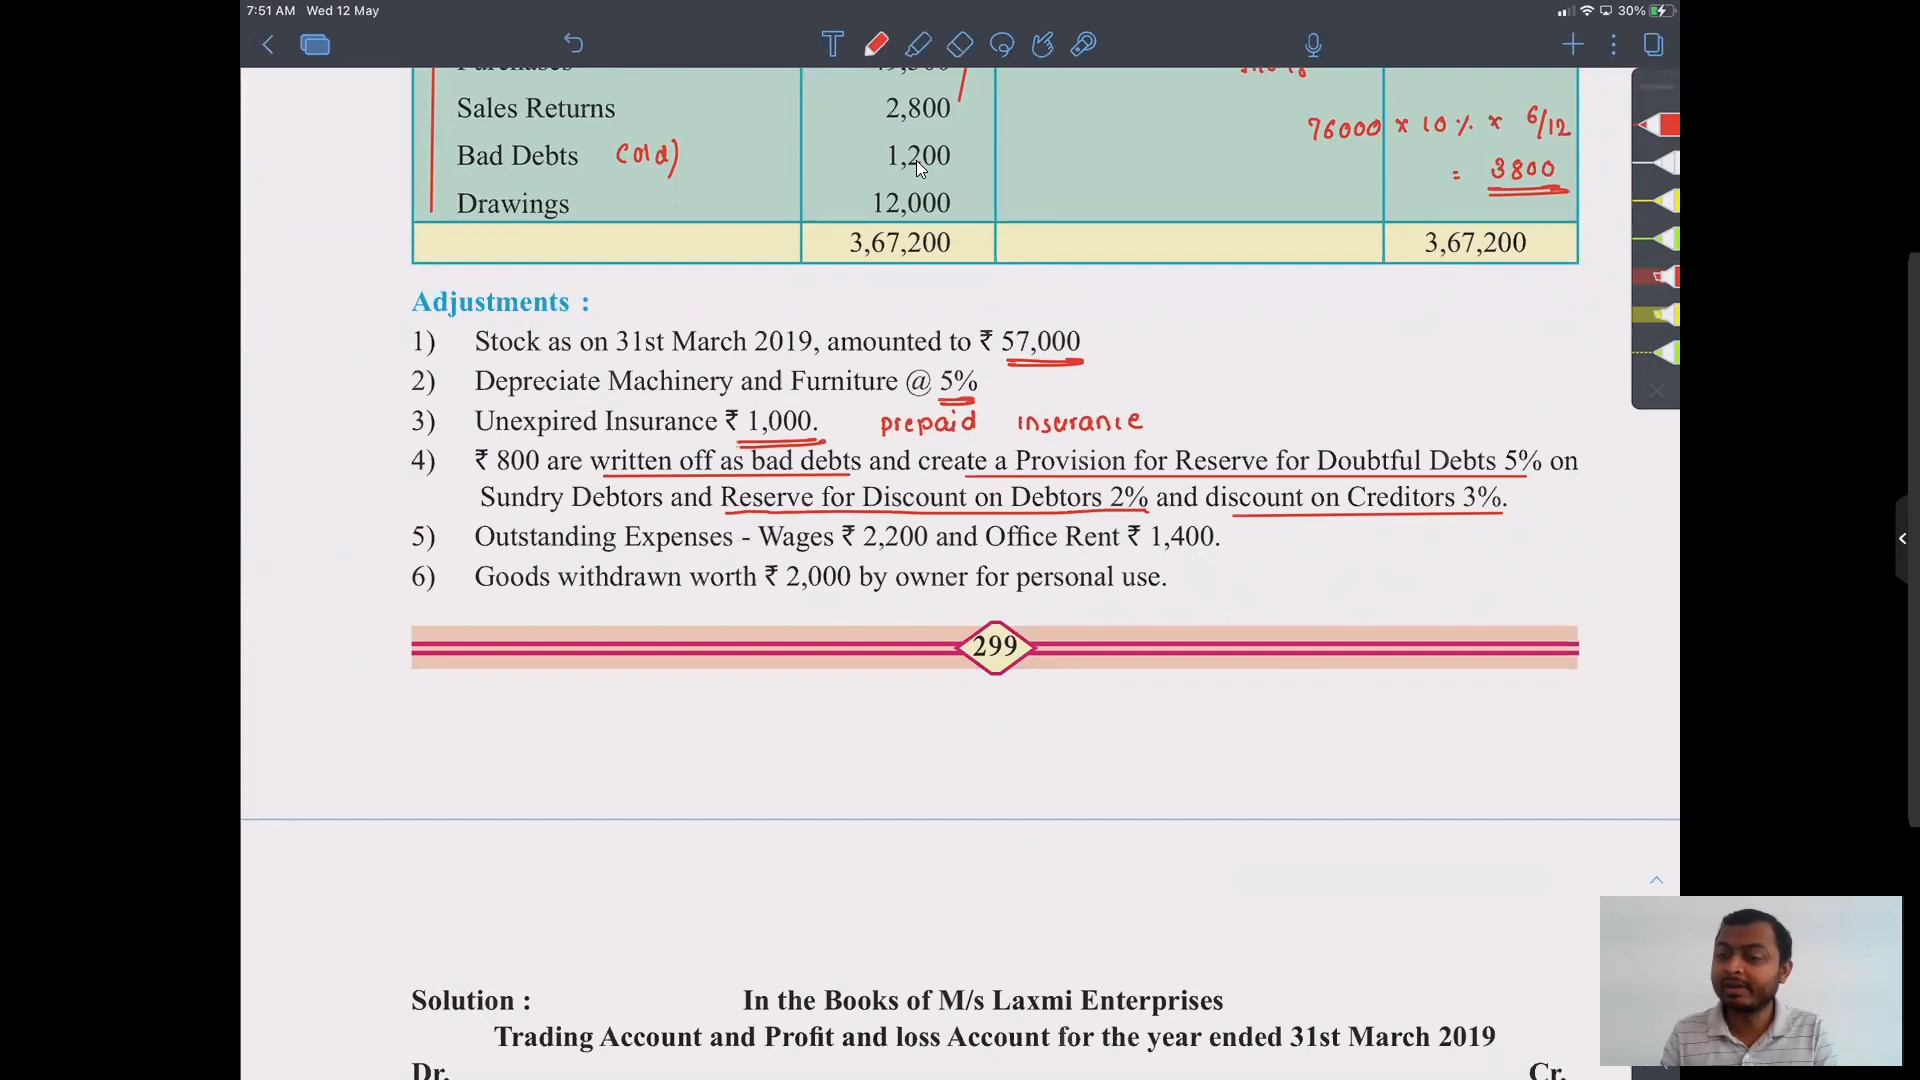 7:51 AM Wed 12 May 30%
Purchases
Sales Returns 2,800
76000 × 10 % × 6/12
Bad Debts (old) 1,200
= 3800
Drawings 12,000
3,67,200 3,67,200
Adjustments :
1) Stock as on 31st March 2019, amounted to ₹ 57,000
2) Depreciate Machinery and Furniture @ 5%
3) Unexpired Insurance ₹ 1,000. prepaid insurance
4) ₹ 800 are written off as bad debts and create a Provision for Reserve for Doubtful Debts 5% on
Sundry Debtors and Reserve for Discount on Debtors 2% and discount on Creditors 3%.
5) Outstanding Expenses - Wages ₹ 2,200 and Office Rent ₹ 1,400.
6) Goods withdrawn worth ₹ 2,000 by owner for personal use.
299
Solution : In the Books of M/s Laxmi Enterprises
Trading Account and Profit and loss Account for the year ended 31st March 2019
Dr. Cr.